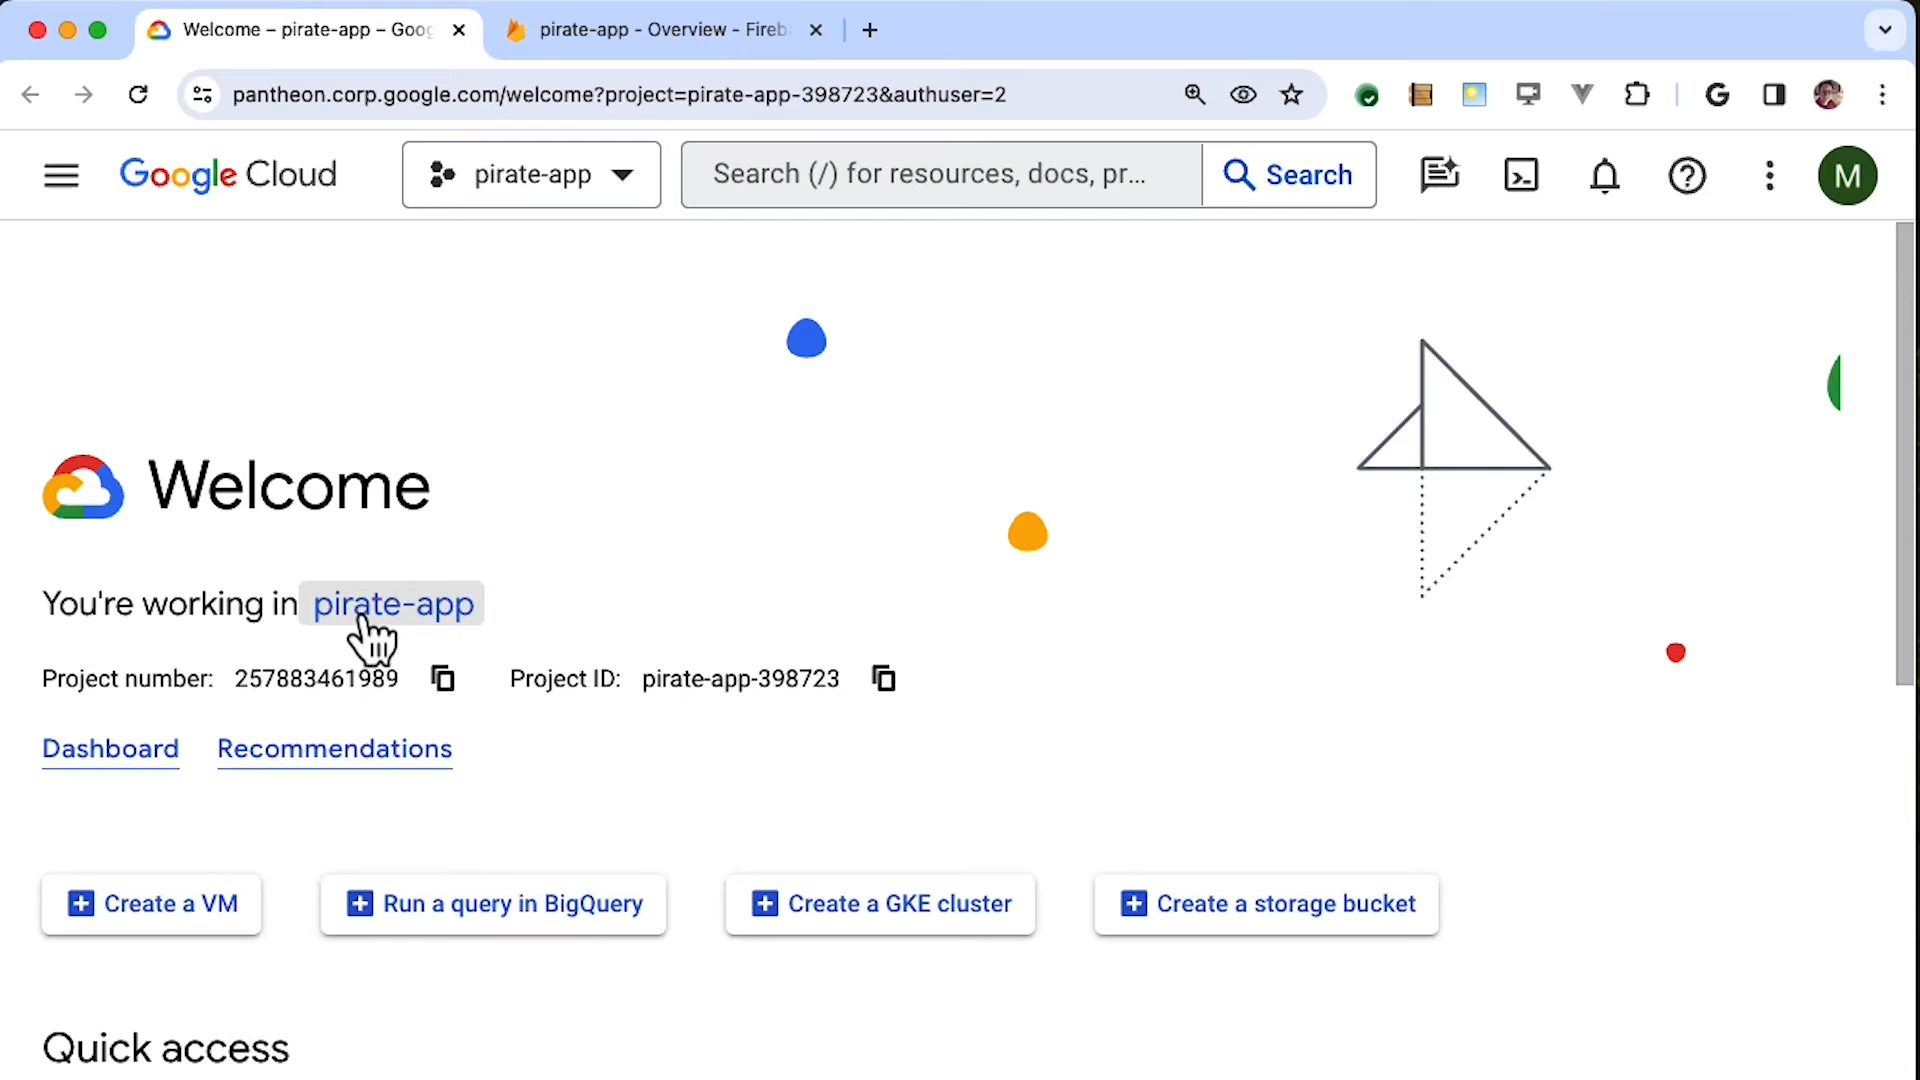 Welcome – pirate-app – Goog
pirate-app - Overview - Fireb
pantheon.corp.google.com/welcome?project=pirate-app-398723&authuser=2
Google Cloud
pirate-app
Search (/) for resources, docs, pr...
Search
M
Welcome
You're working in pirate-app
Project number: 257883461989 Project ID: pirate-app-398723
Dashboard Recommendations
Create a VM
Run a query in BigQuery
Create a GKE cluster
Create a storage bucket
Quick access